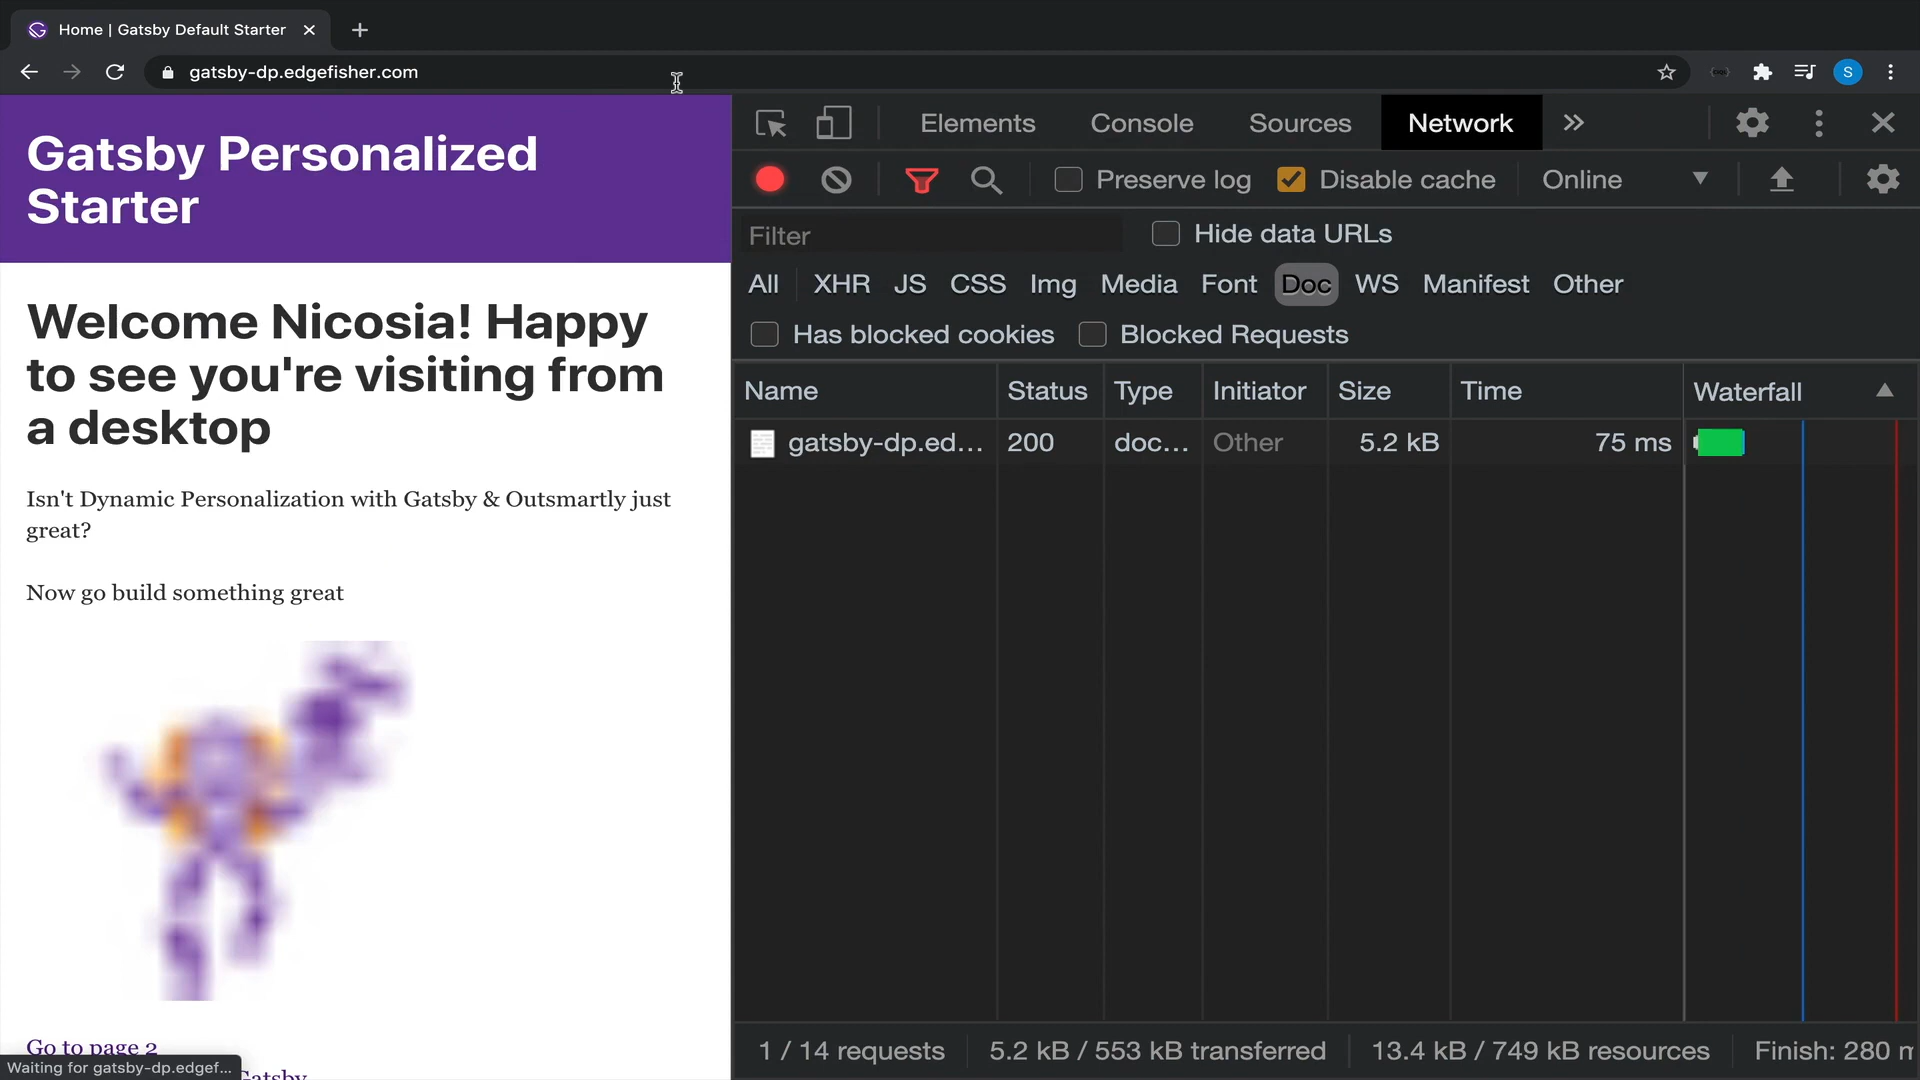 Home | Gatsby Default Starter
gatsby-dp.edgefisher.com
S
Gatsby Personalized
Starter
Welcome Nicosia! Happy
to see you're visiting from
a desktop
Isn't Dynamic Personalization with Gatsby & Outsmartly just
great?
Now go build something great
Go to page 2
Gatsby
Waiting for gatsby-dp.edgef...
Elements Console Sources Network
Preserve log Disable cache Online
Filter Hide data URLs
All XHR JS CSS Img Media Font Doc WS Manifest Other
Has blocked cookies Blocked Requests
Name Status Type Initiator Size Time Waterfall
gatsby-dp.ed... 200 doc... Other 5.2 kB 75 ms
1 / 14 requests 5.2 kB / 553 kB transferred 13.4 kB / 749 kB resources Finish: 280 m